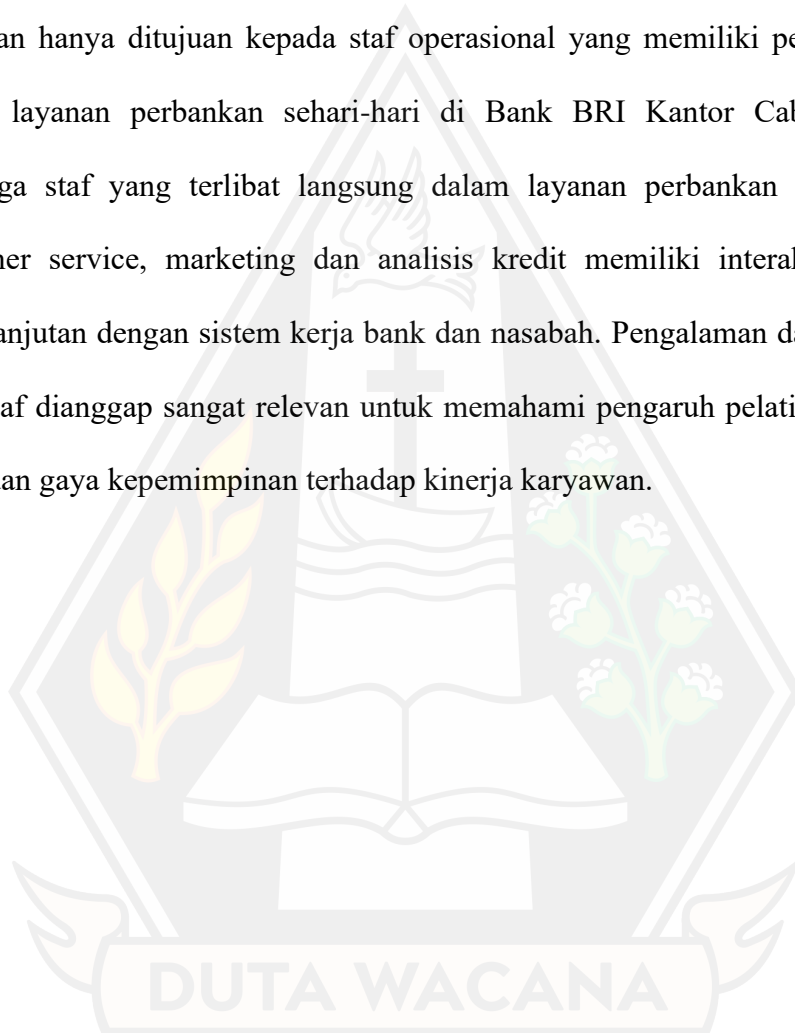 an hanya ditujuan kepada staf operasional yang memiliki pe
layanan perbankan sehari-hari di Bank BRI Kantor Cab
ga staf yang terlibat langsung dalam layanan perbankan
ner service, marketing dan analisis kredit memiliki intera
anjutan dengan sistem kerja bank dan nasabah. Pengalaman da
af dianggap sangat relevan untuk memahami pengaruh pelati
an gaya kepemimpinan terhadap kinerja karyawan.
DUTA WACANA